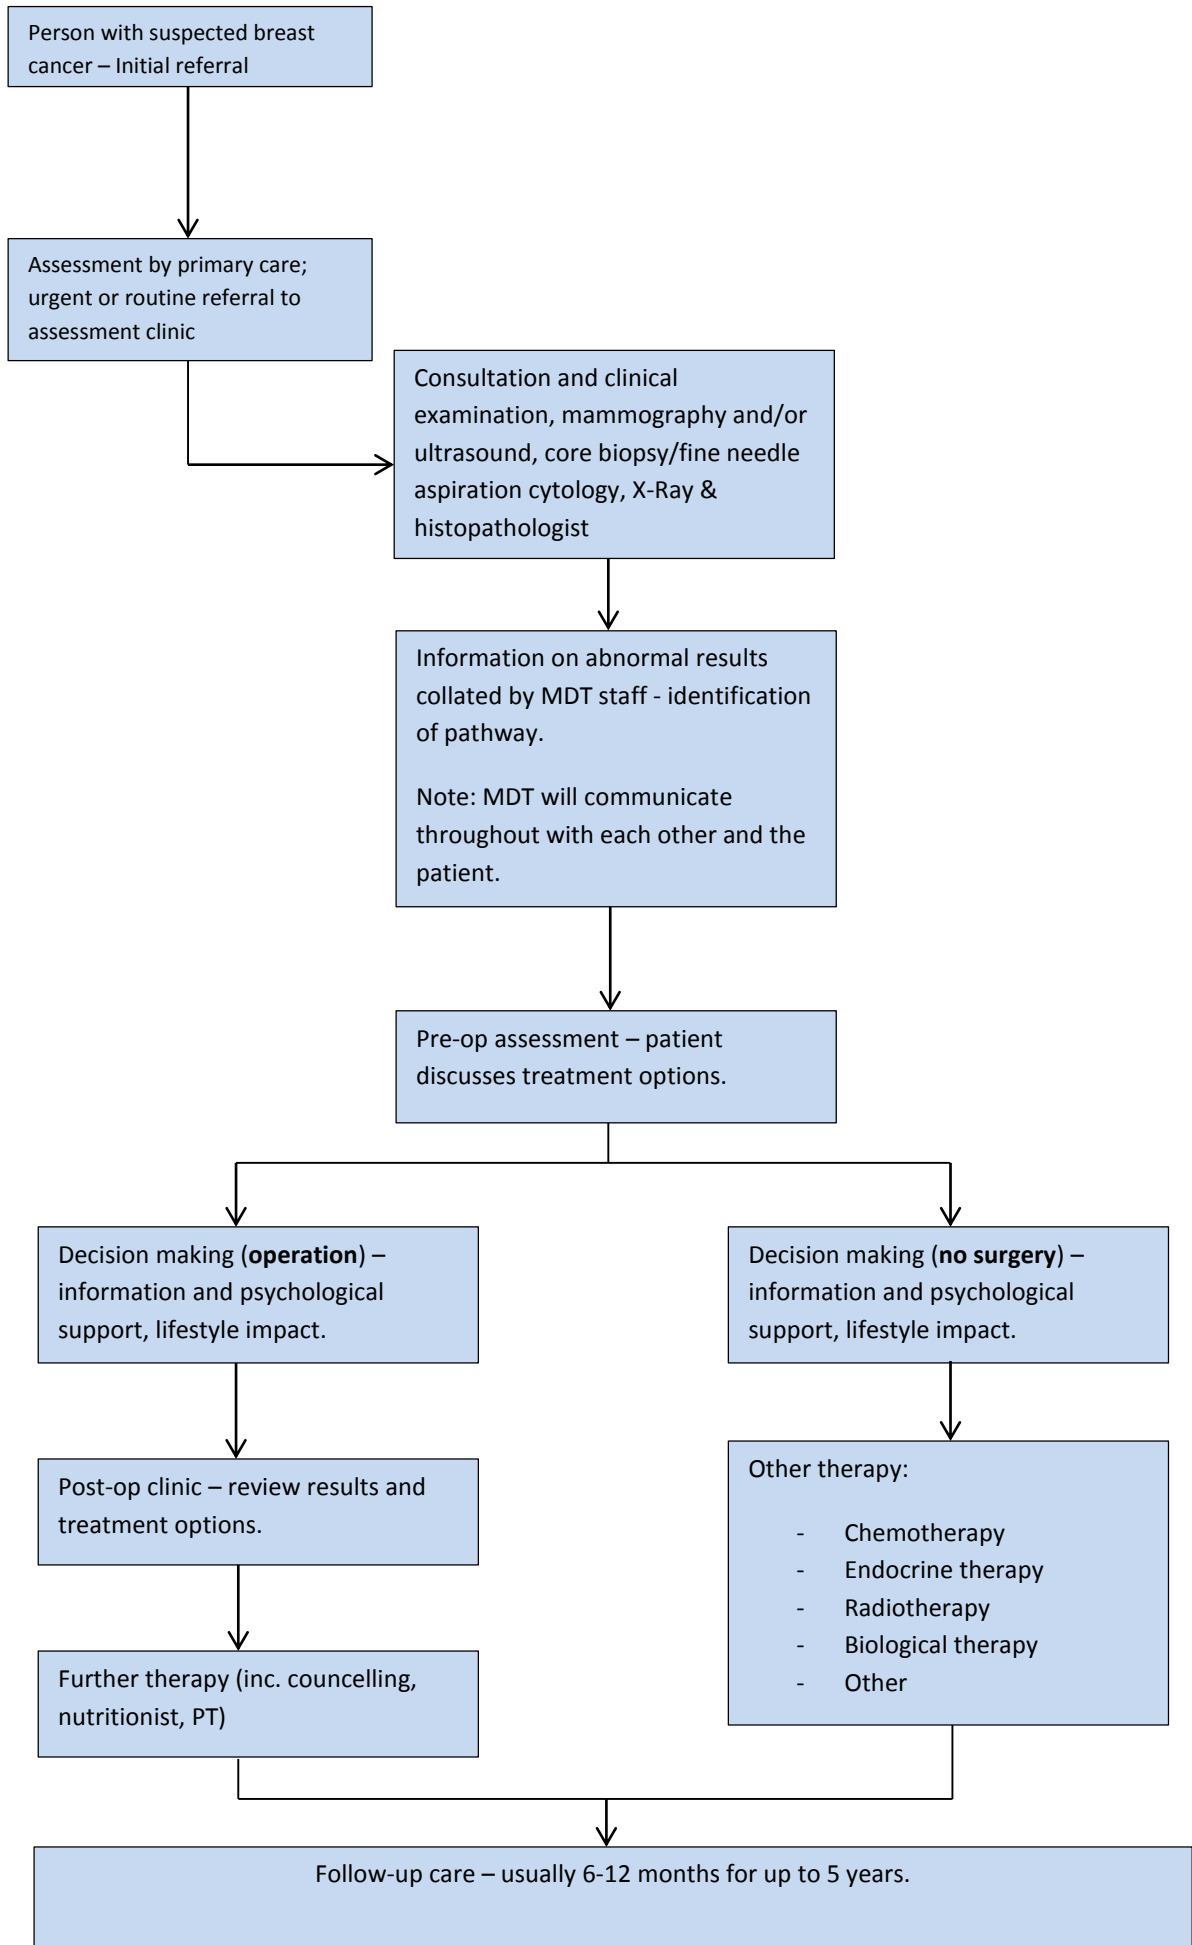 Person with suspected breast
cancer – Initial referral
Assessment by primary care;
urgent or routine referral to
assessment clinic
Consultation and clinical
examination, mammography and/or
ultrasound, core biopsy/fine needle
aspiration cytology, X-Ray &
histopathologist
Information on abnormal results
collated by MDT staff - identification
of pathway.
Note: MDT will communicate
throughout with each other and the
patient.
Pre-op assessment – patient
discusses treatment options.
Decision making (operation) –
information and psychological
support, lifestyle impact.
Decision making (no surgery) –
information and psychological
support, lifestyle impact.
Post-op clinic – review results and
treatment options.
Other therapy:
- Chemotherapy
- Endocrine therapy
- Radiotherapy
- Biological therapy
- Other
Further therapy (inc. councelling,
nutritionist, PT)
Follow-up care – usually 6-12 months for up to 5 years.